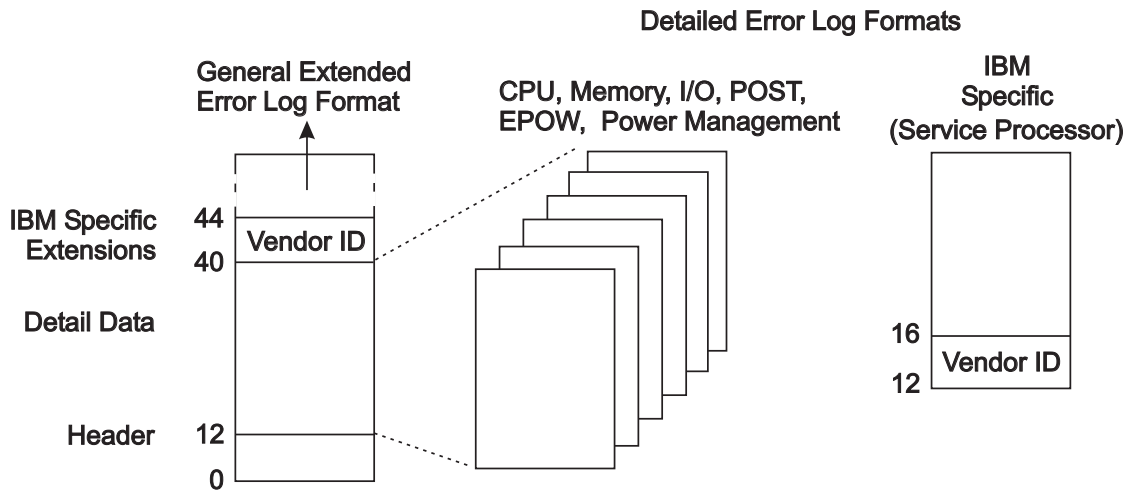 Detailed Error Log Formats
General Extended
Error Log Format
CPU, Memory, I/O, POST,
EPOW, Power Management
IBM
Specific
(Service Processor)
IBM Specific
Extensions
44
Vendor ID
40
Detail Data
Header
12
0
16
Vendor ID
12